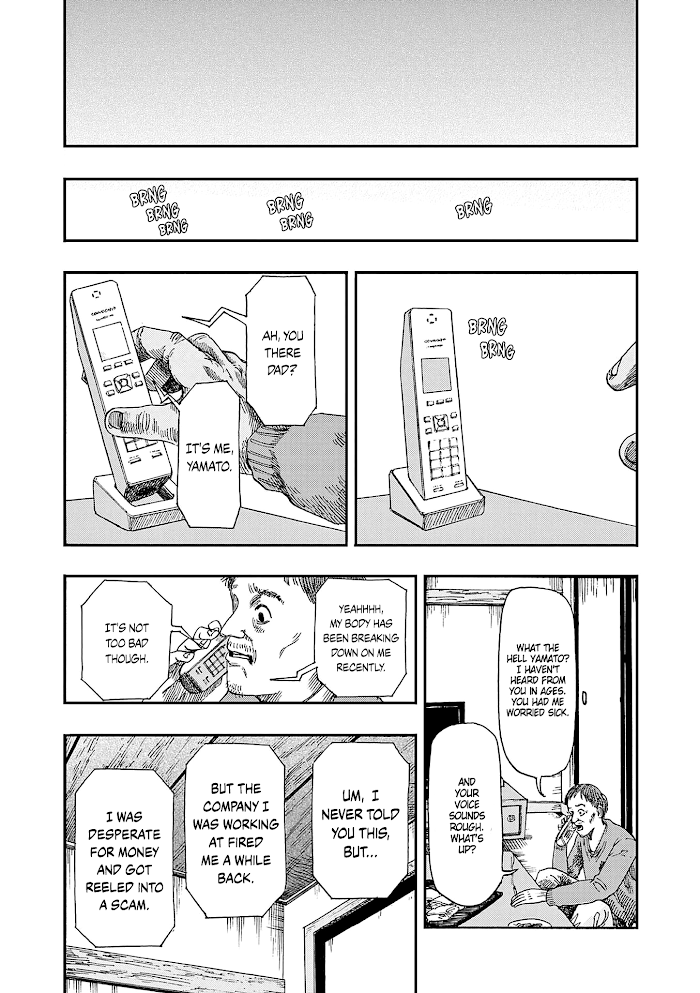 BRNG
BRNG
BRNG
BRNG
BRNG
BRNG
BRNG
BRNG
AH, YOU
THERE
DAD?
IT'S ME,
YAMATO.
WHAT THE
HELL YAMATO?
I HAVEN'T
HEARD FROM
YOU IN AGES.
YOU HAD ME
WORRIED SICK.
AND
YOUR
VOICE
SOUNDS
ROUGH.
WHAT'S
UP?
YEAHHHH,
MY BODY HAS
BEEN BREAKING
DOWN ON ME
RECENTLY.
IT'S NOT
TOO BAD
THOUGH.
UM, I
NEVER TOLD
YOU THIS,
BUT...
BUT THE
COMPANY I
WAS WORKING
AT FIRED
ME A WHILE
BACK.
I WAS
DESPERATE
FOR MONEY
AND GOT
REELED INTO
A SCAM.